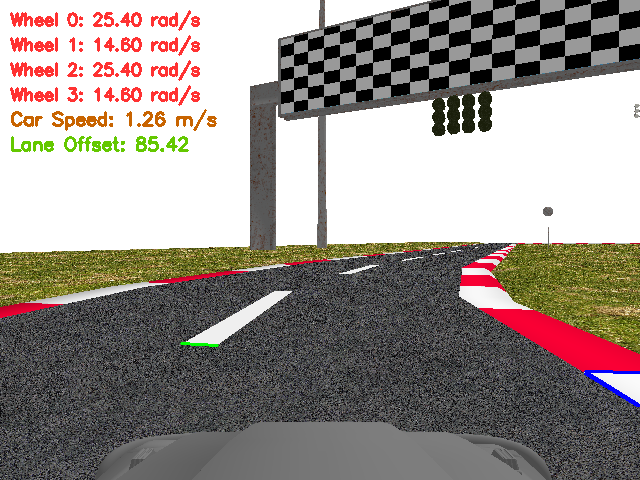 Wheel 0: 25.40 rad/s
Wheel 1: 14.60 rad/s
Wheel 2: 25.40 rad/s
Wheel 3: 14.60 rad/s
Car Speed: 1.26 m/s
Lane Offset: 85.42